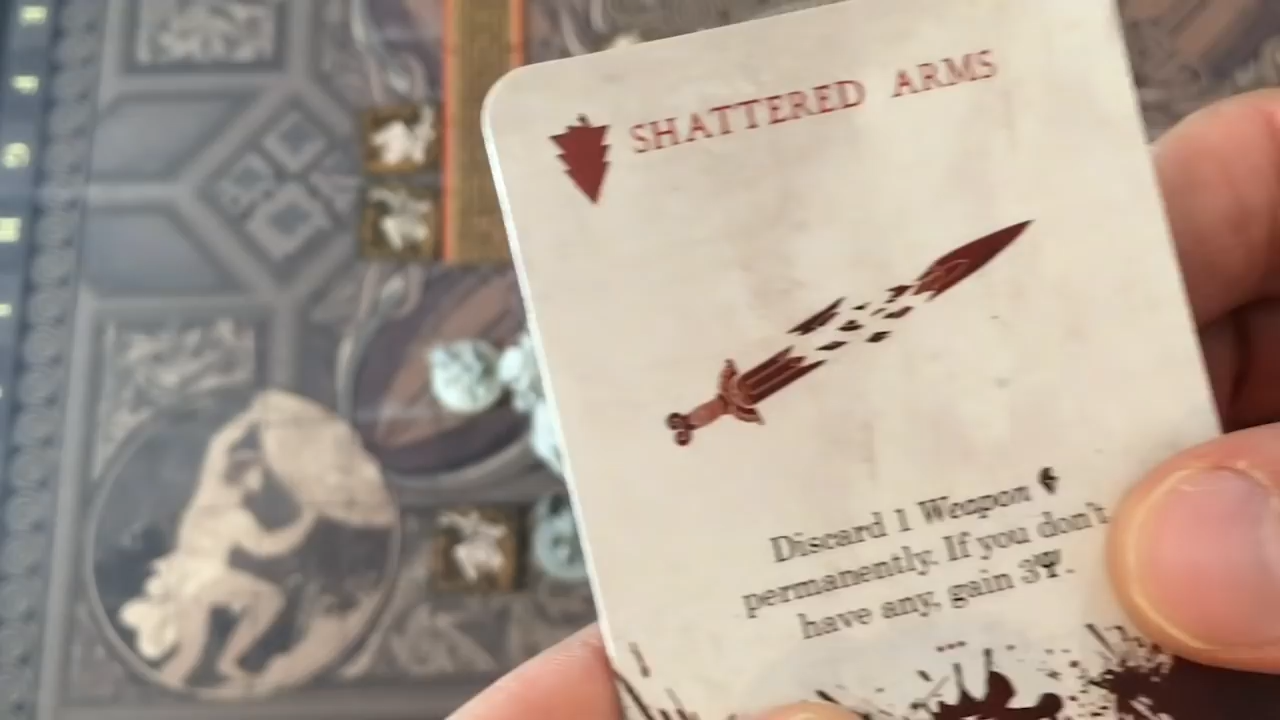 SHATTERED ARMS
Discard 1 Weapon
permanently. If you don't
have any, gain 3.